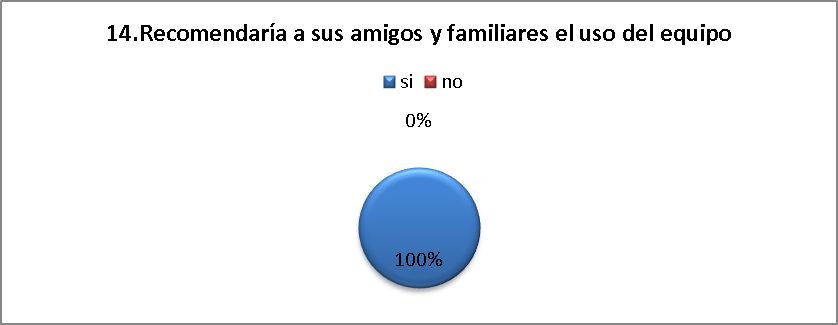 14.Recomendaría a sus amigos y familiares el uso del equipo
si no
0%
100%